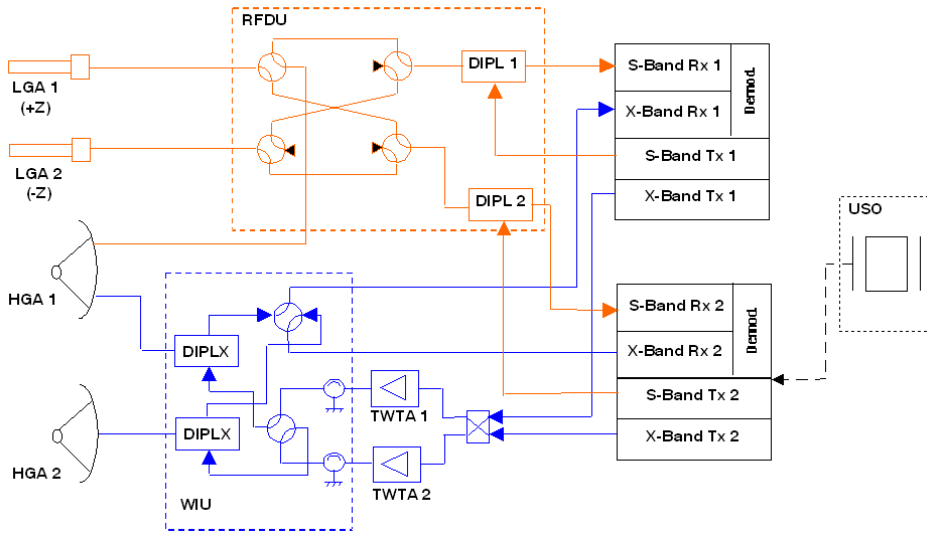 RFDU
LGA 1
(+Z)
LGA 2
(-Z)
HGA 1
HGA 2
DIPL 1
DIPL 2
S-Band Rx 1
X-Band Rx 1
Demod.
S-Band Tx 1
X-Band Tx 1
USO
S-Band Rx 2
X-Band Rx 2
Demod.
S-Band Tx 2
X-Band Tx 2
DIPLX
DIPLX
TWTA 1
TWTA 2
WIU